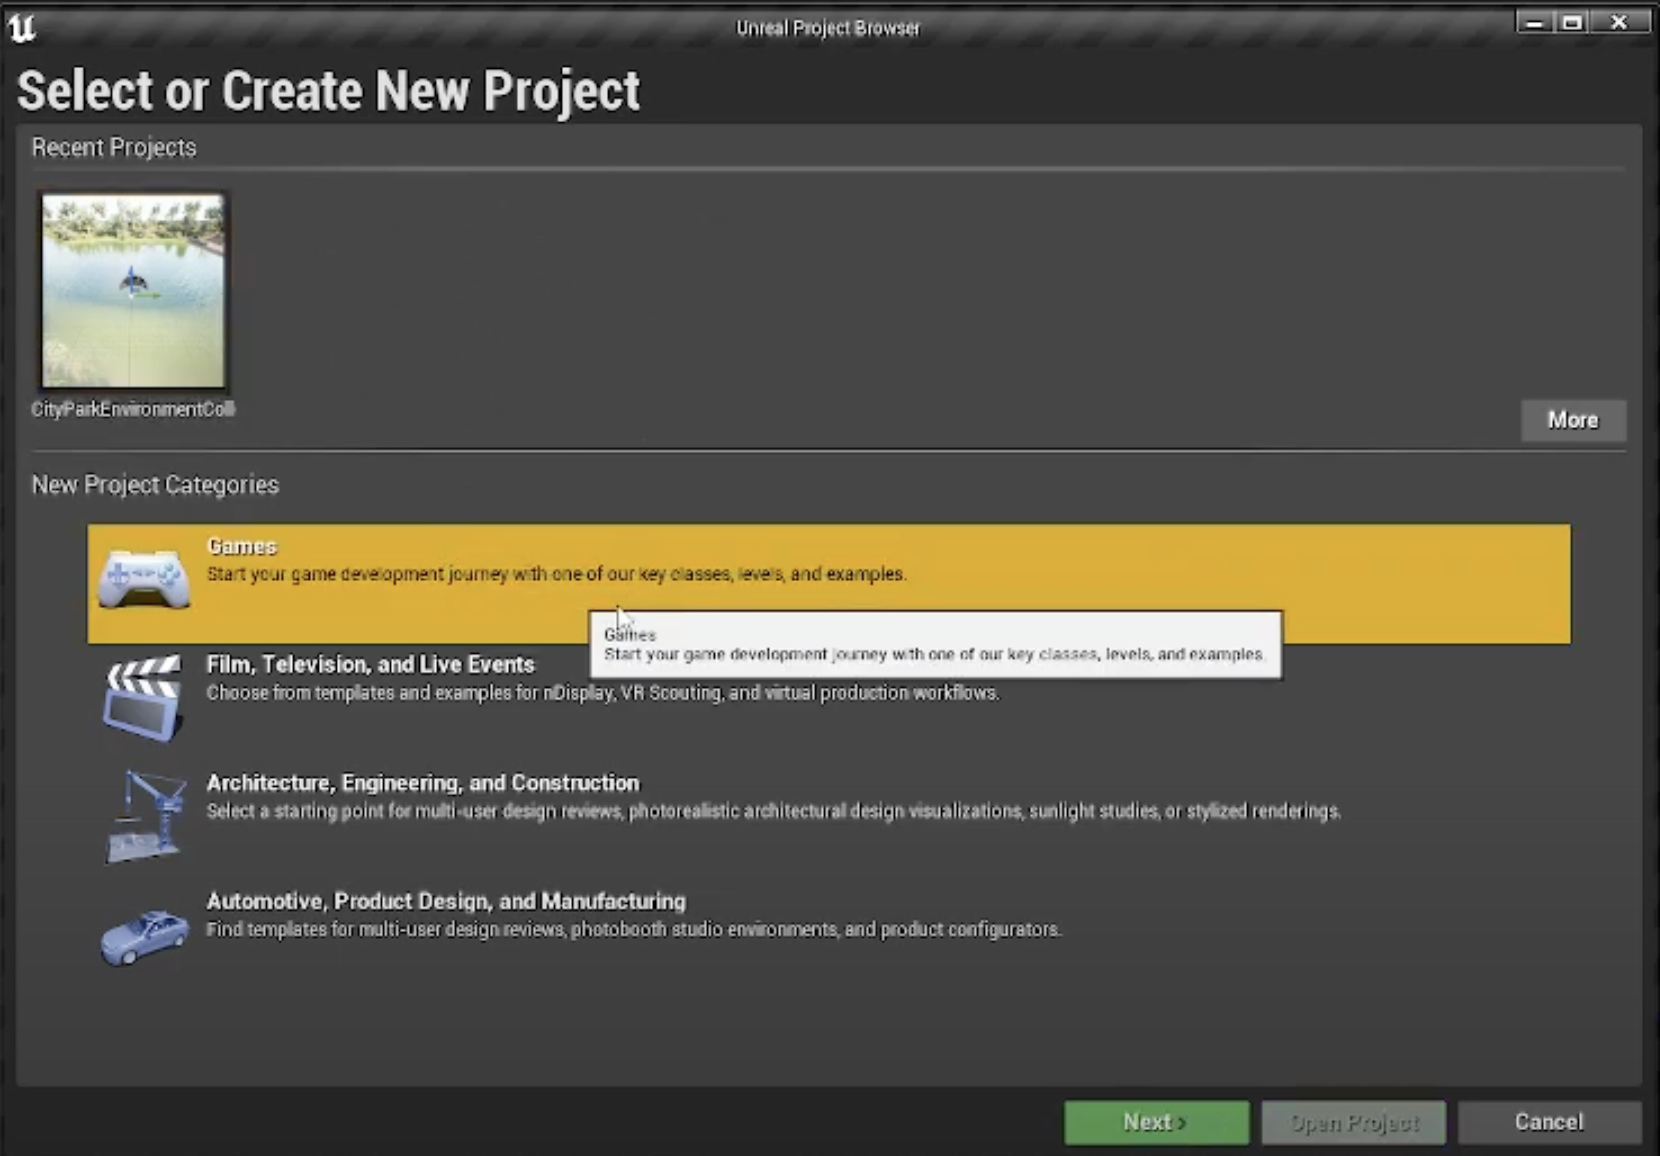 Unreal Project Browser
Select or Create New Project
Recent Projects
CityParkEnvironmentColl
More
New Project Categories
Games
Start your game development journey with one of our key classes, levels, and examples.
Games
Start your game development journey with one of our key classes, levels, and examples.
Film, Television, and Live Events
Choose from templates and examples for nDisplay, VR Scouting, and virtual production workflows.
Architecture, Engineering, and Construction
Select a starting point for multi-user design reviews, photorealistic architectural design visualizations, sunlight studies, or stylized renderings.
Automotive, Product Design, and Manufacturing
Find templates for multi-user design reviews, photobooth studio environments, and product configurators.
Next >
Open Project
Cancel